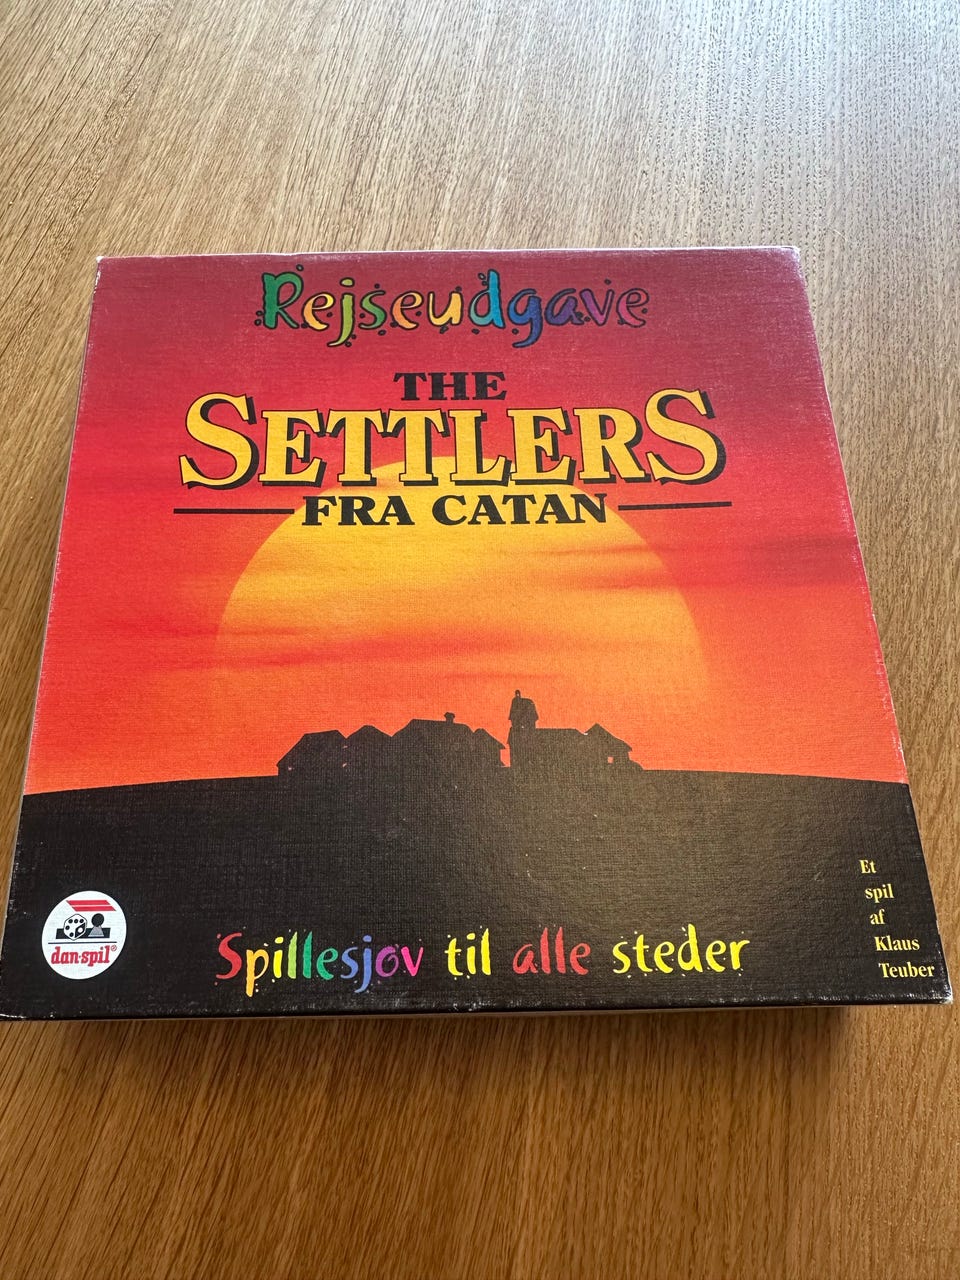 Rejseudgave
THE
SETTLERS
FRA CATAN
Et
spil
af
Klaus
Teuber
dan-spil®
Spillesjov til alle steder